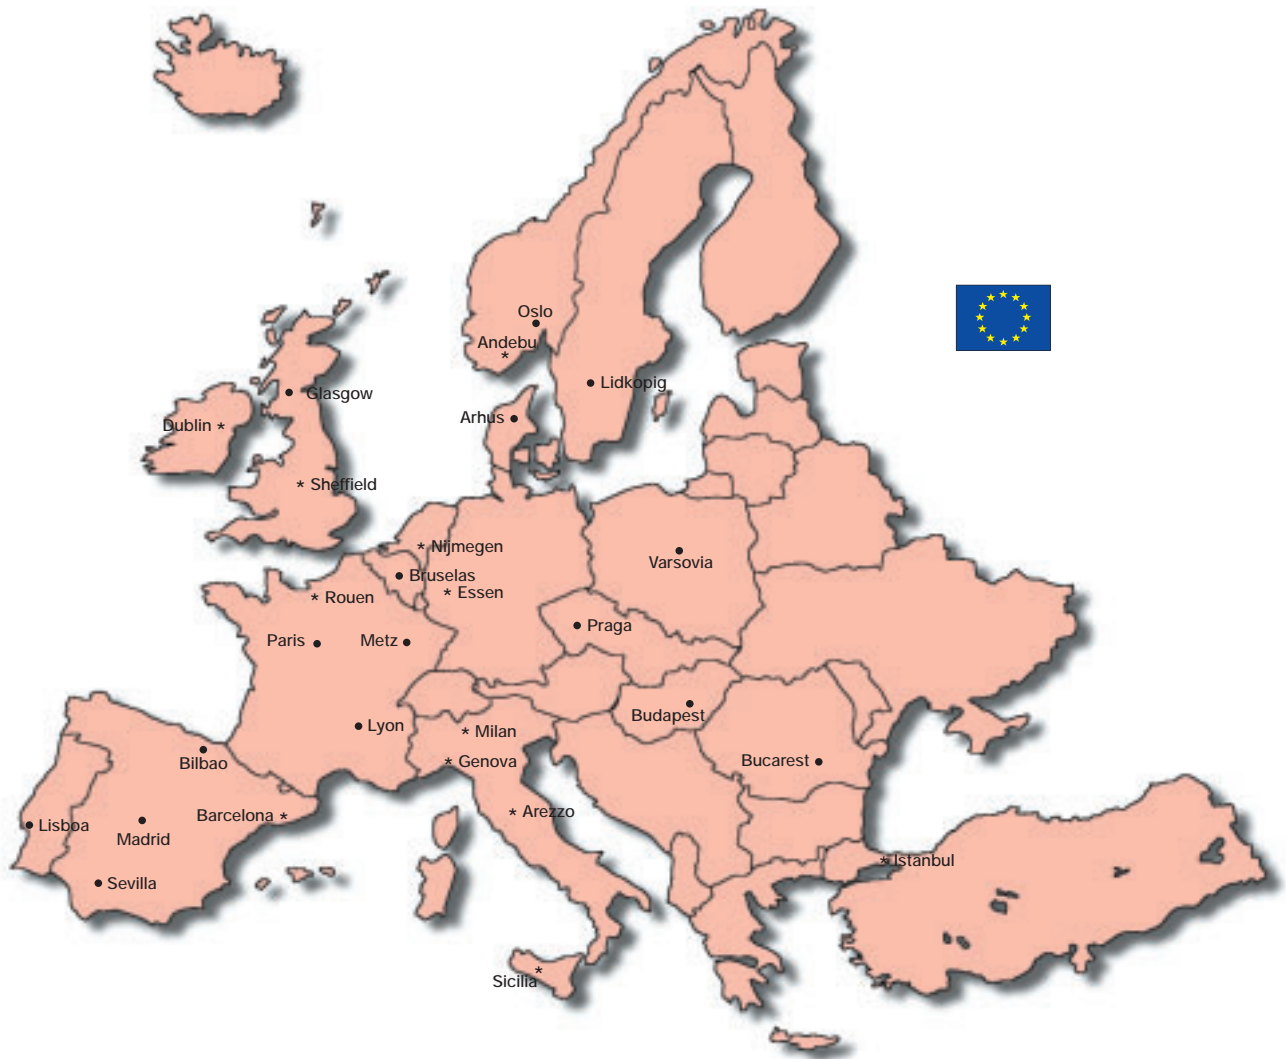 Oslo
Andebu
Lidkopig
Glasgow
Arhus
Dublin
Sheffield
Nijmegen
Varsovia
Bruselas
Essen
Rouen
Praga
Paris
Metz
Budapest
Lyon
Milan
Bilbao
Genova
Bucarest
Barcelona
Arezzo
Lisboa
Madrid
Istanbul
Sevilla
Sicilia